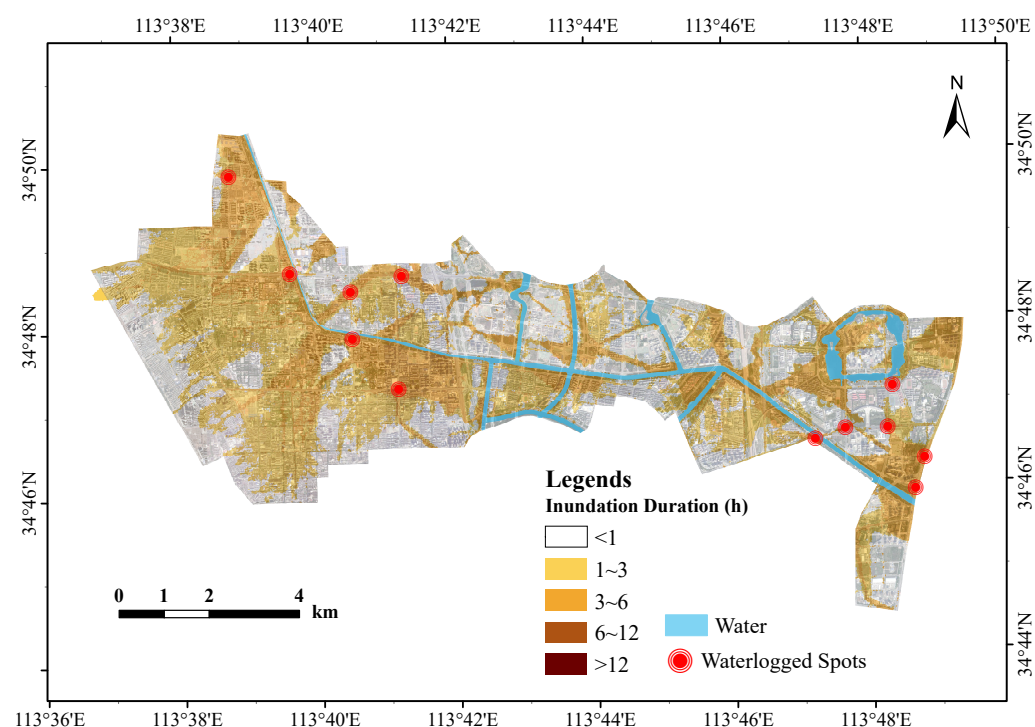 113°38'E 113°40'E 113°42'E 113°44'E 113°46'E 113°48'E 113°50'E
N
34°50'N
34°48'N
34°46'N
34°50'N
34°48'N
34°46'N
34°44'N
Legends
Inundation Duration (h)
<1
1~3
3~6
6~12
>12
Water
Waterlogged Spots
0 1 2 4
km
113°36'E 113°38'E 113°40'E 113°42'E 113°44'E 113°46'E 113°48'E